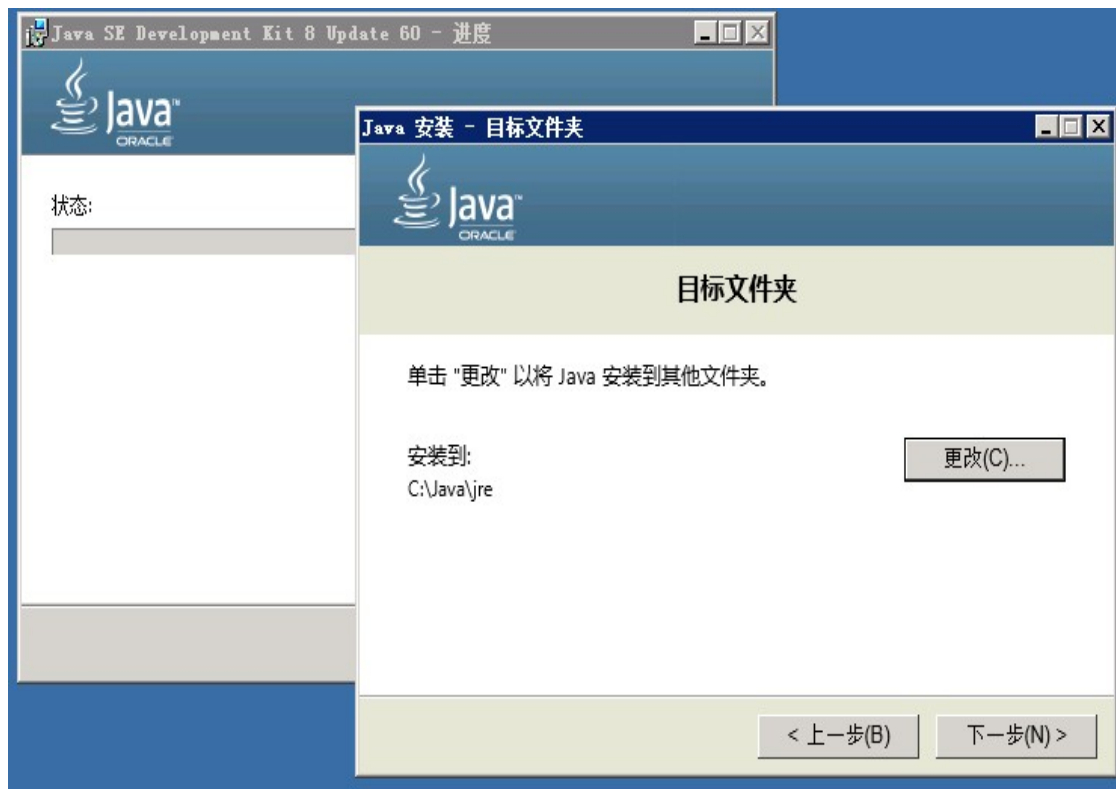 Java SE Development Kit 8 Update 60 - 进度
Java™
ORACLE
状态:
Java 安装 - 目标文件夹
Java™
ORACLE
目标文件夹
单击 "更改" 以将 Java 安装到其他文件夹。
安装到:
更改(C)...
C:\Java\jre
< 上一步(B)
下一步(N) >